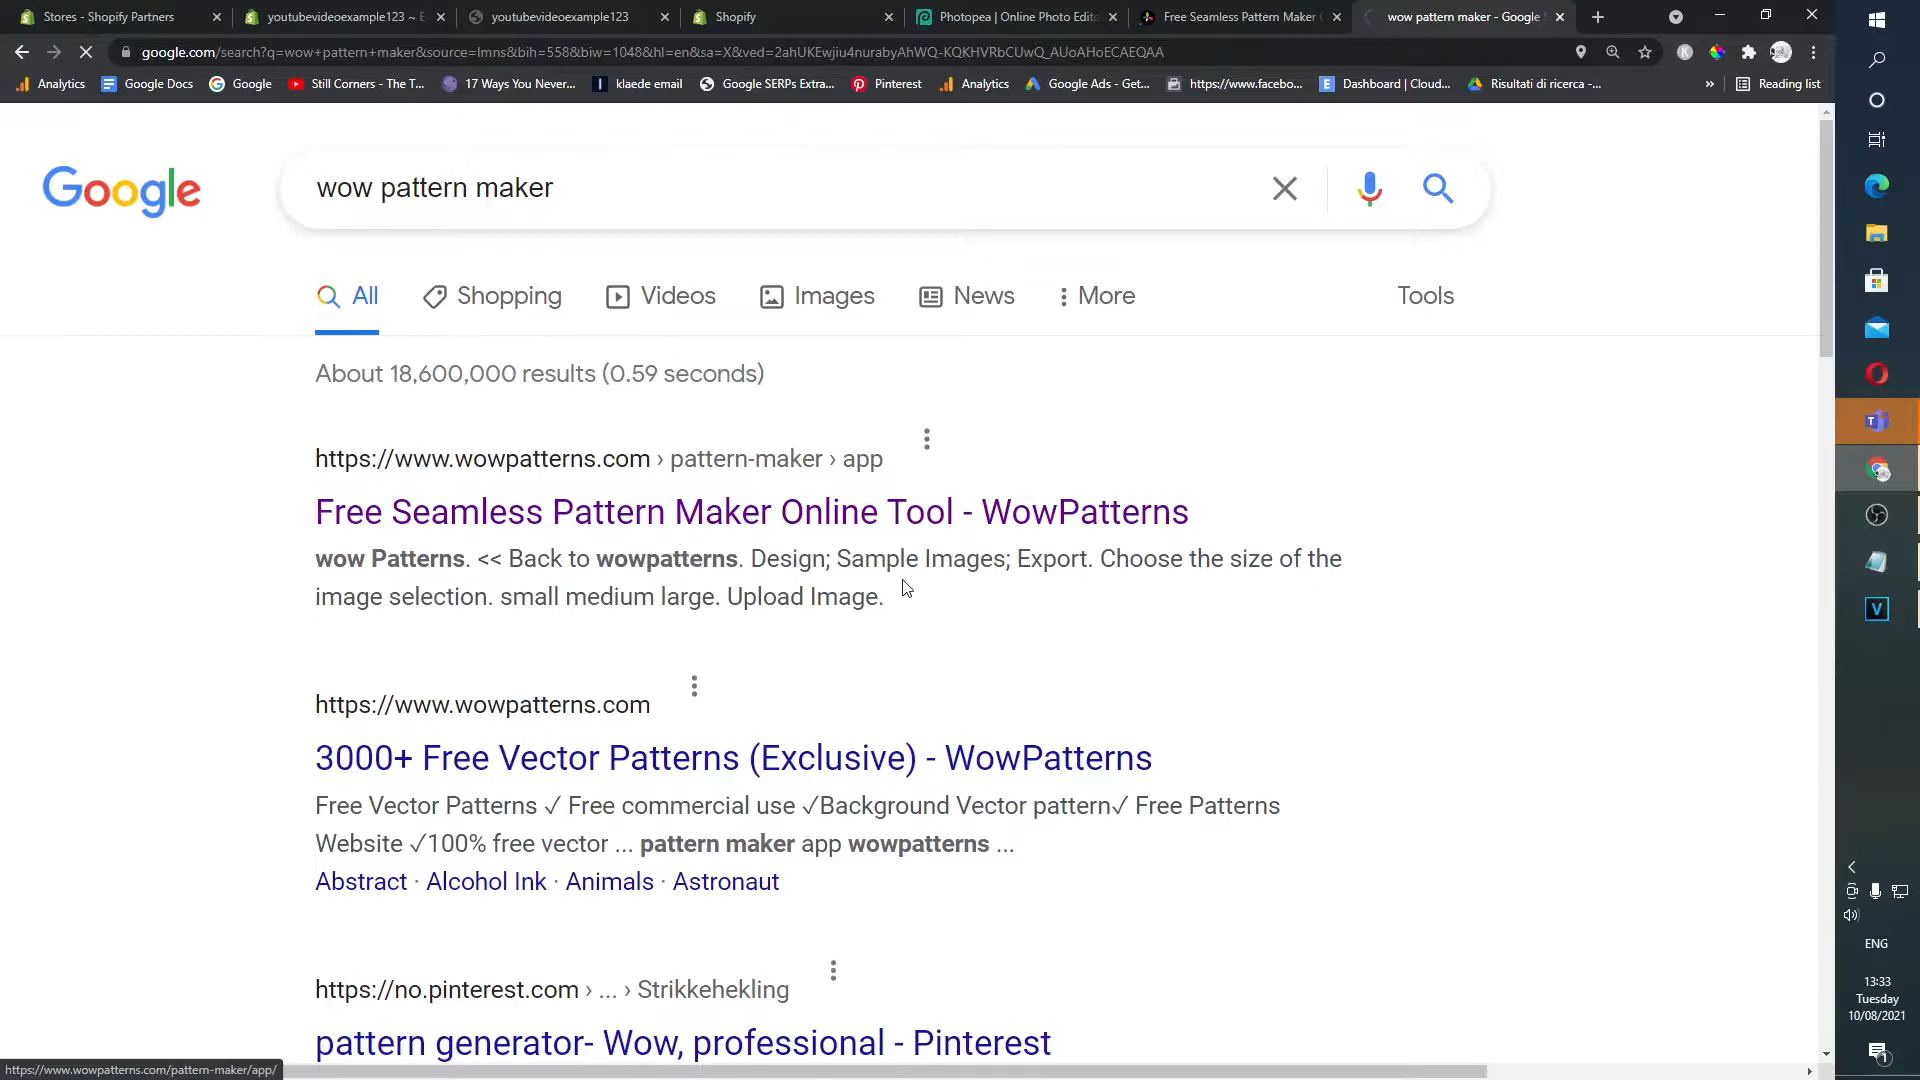 Stores - Shopify Partners
youtubevideoexample123 ~ E
youtubevideoexample123
Shopify
Photopea | Online Photo Edito
Free Seamless Pattern Maker
wow pattern maker - Google
google.com/search?q=wow+pattern+maker&source=lmns&bih=558&biw=1048&hl=en&sa=X&ved=2ahUKEwjiu4nurabyAhWQ-KQKHVRbCUwQ_AUoAHoECAEQAA
Analytics
Google Docs
Google
Still Corners - The T...
17 Ways You Never...
klaede email
Google SERPs Extra...
Pinterest
Analytics
Google Ads - Get...
https://www.facebo...
Dashboard | Cloud...
Risultati di ricerca -...
»
Reading list
Google
wow pattern maker
All
Shopping
Videos
Images
News
More
Tools
About 18,600,000 results (0.59 seconds)
https://www.wowpatterns.com › pattern-maker › app
Free Seamless Pattern Maker Online Tool - WowPatterns
wow Patterns. << Back to wowpatterns. Design; Sample Images; Export. Choose the size of the
image selection. small medium large. Upload Image.
https://www.wowpatterns.com
3000+ Free Vector Patterns (Exclusive) - WowPatterns
Free Vector Patterns ✓ Free commercial use ✓Background Vector pattern✓ Free Patterns
Website ✓100% free vector ... pattern maker app wowpatterns ...
Abstract · Alcohol Ink · Animals · Astronaut
https://no.pinterest.com › ... › Strikkehekling
pattern generator- Wow, professional - Pinterest
https://www.wowpatterns.com/pattern-maker/app/
ENG
13:33
Tuesday
10/08/2021
1